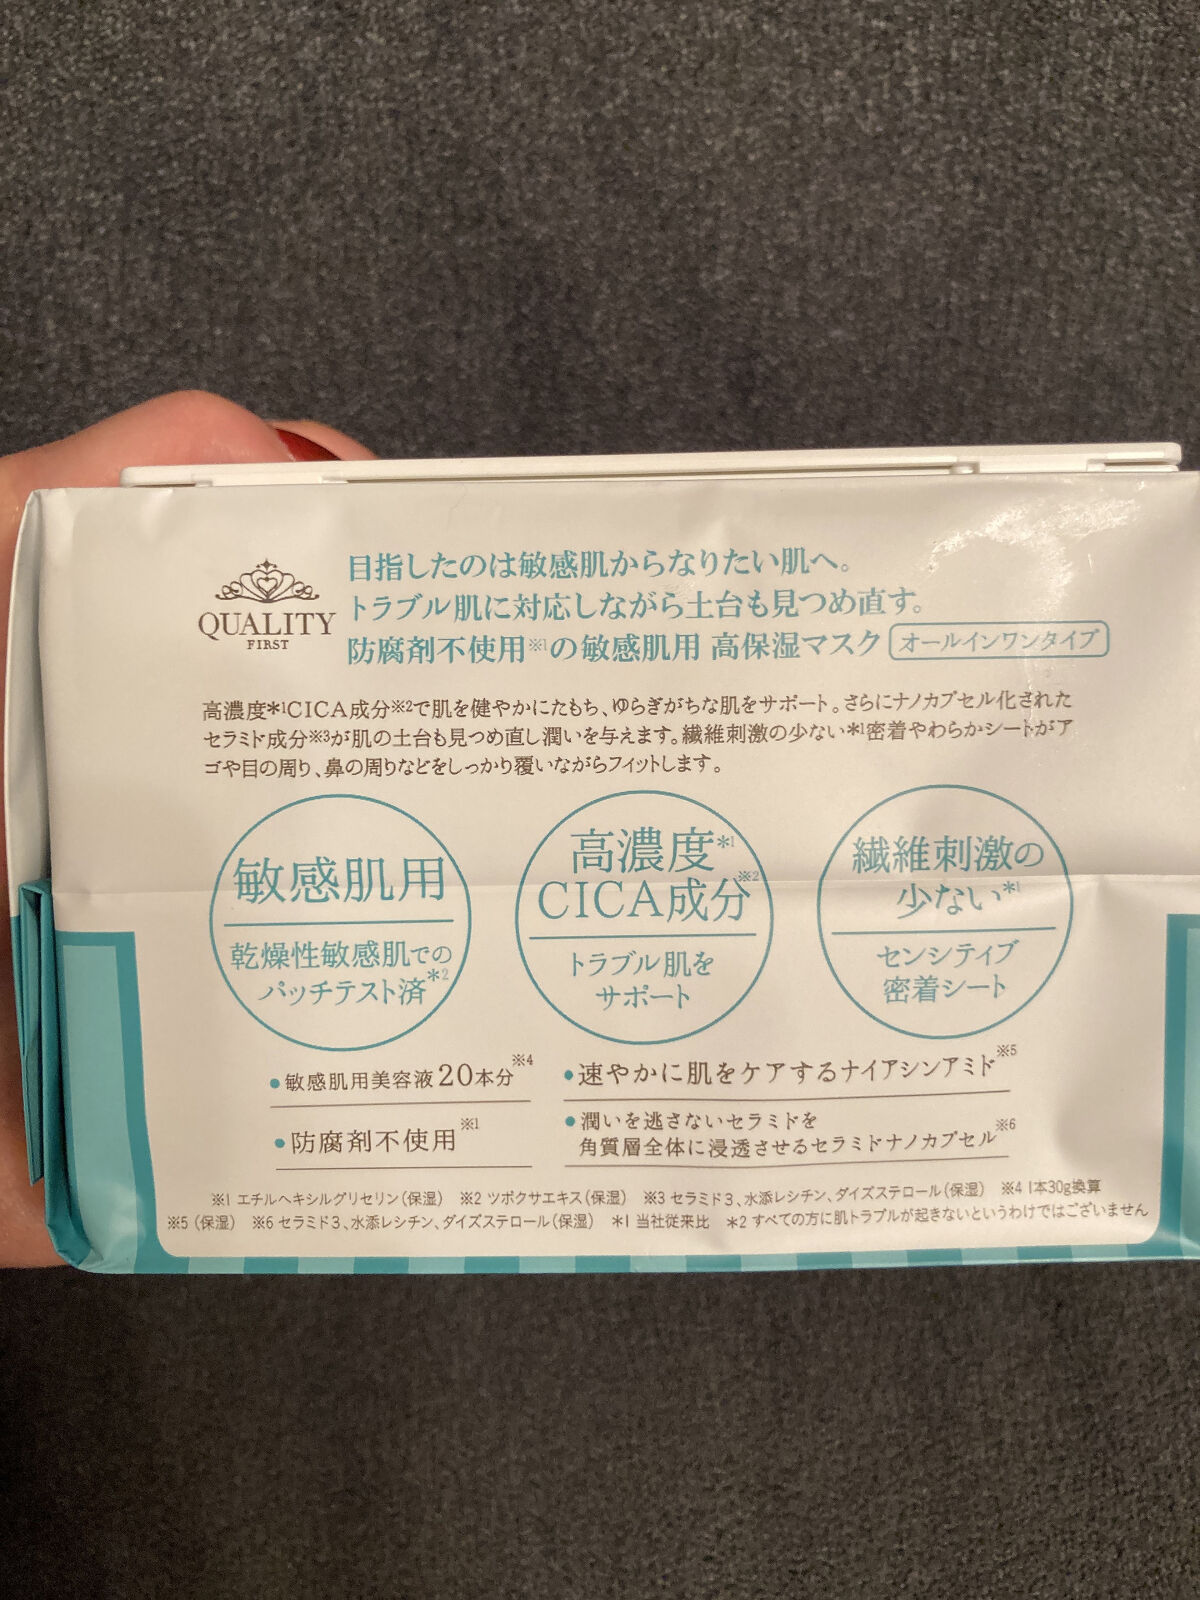 QUALITY
FIRST
目指したのは敏感肌からなりたい肌へ。
トラブル肌に対応しながら土台も見つめ直す。
防腐剤不使用※1の敏感肌用 高保湿マスク オールインワンタイプ
高濃度*1CICA成分※2で肌を健やかにたもち、ゆらぎがちな肌をサポート。さらにナノカプセル化された
セラミド成分※3が肌の土台も見つめ直し潤いを与えます。繊維刺激の少ない*1密着やわらかシートがア
ゴや目の周り、鼻の周りなどをしっかり覆いながらフィットします。
敏感肌用
乾燥性敏感肌での
パッチテスト済*2
高濃度*1
CICA成分※2
トラブル肌を
サポート
繊維刺激の
少ない*1
センシティブ
密着シート
●敏感肌用美容液20本分※4
●防腐剤不使用※1
●速やかに肌をケアするナイアシンアミド※5
●潤いを逃さないセラミドを
角質層全体に浸透させるセラミドナノカプセル※6
※1 エチルヘキシルグリセリン(保湿) ※2 ツボクサエキス(保湿) ※3 セラミド3、水添レシチン、ダイズステロール(保湿) ※4 1本30g換算
※5 (保湿) ※6 セラミド3、水添レシチン、ダイズステロール(保湿) *1 当社従来比 *2 すべての方に肌トラブルが起きないというわけではございません